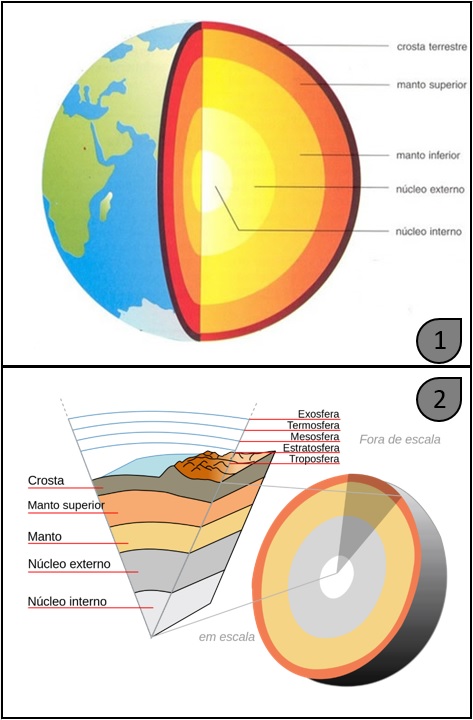 crosta terrestre
manto superior
manto inferior
núcleo externo
núcleo interno
1
2
Exosfera
Termosfera
Mesosfera
Estratosfera
Troposfera
Fora de escala
Crosta
Manto superior
Manto
Núcleo externo
Núcleo interno
em escala